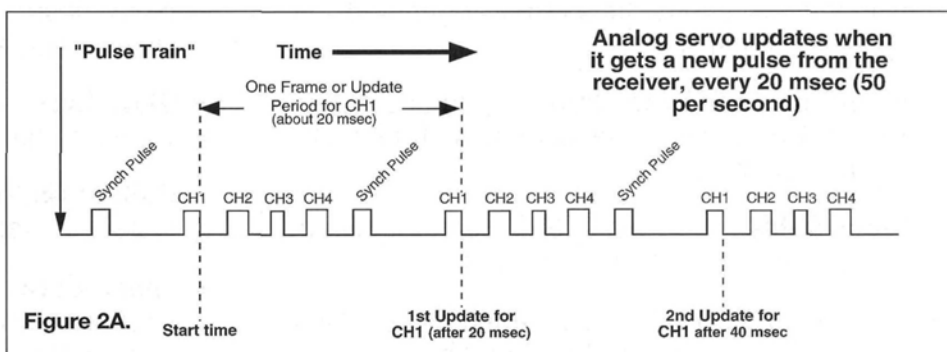 "Pulse Train"
Time
Analog servo updates when
it gets a new pulse from the
receiver, every 20 msec (50
per second)
One Frame or Update
Period for CH1
(about 20 msec)
Synch Pulse
CH1
CH2
CH3
CH4
Synch Pulse
CH1
CH2
CH3
CH4
Synch Pulse
CH1
CH2
CH3
CH4
Figure 2A.
Start time
1st Update for
CH1 (after 20 msec)
2nd Update for
CH1 after 40 msec